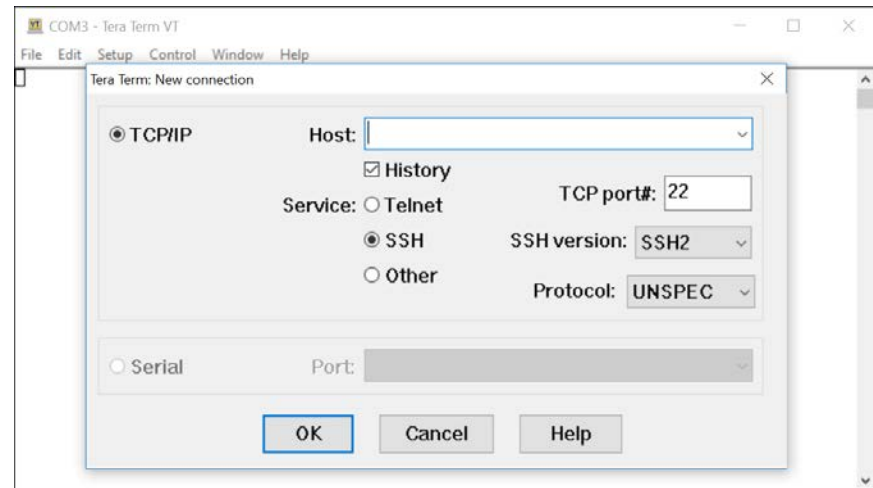 VT COM3 - Tera Term VT
File Edit Setup Control Window Help
Tera Term: New connection
TCP/IP Host:
History
Service: Telnet TCP port#: 22
SSH SSH version: SSH2
Other Protocol: UNSPEC
Serial Port:
OK Cancel Help